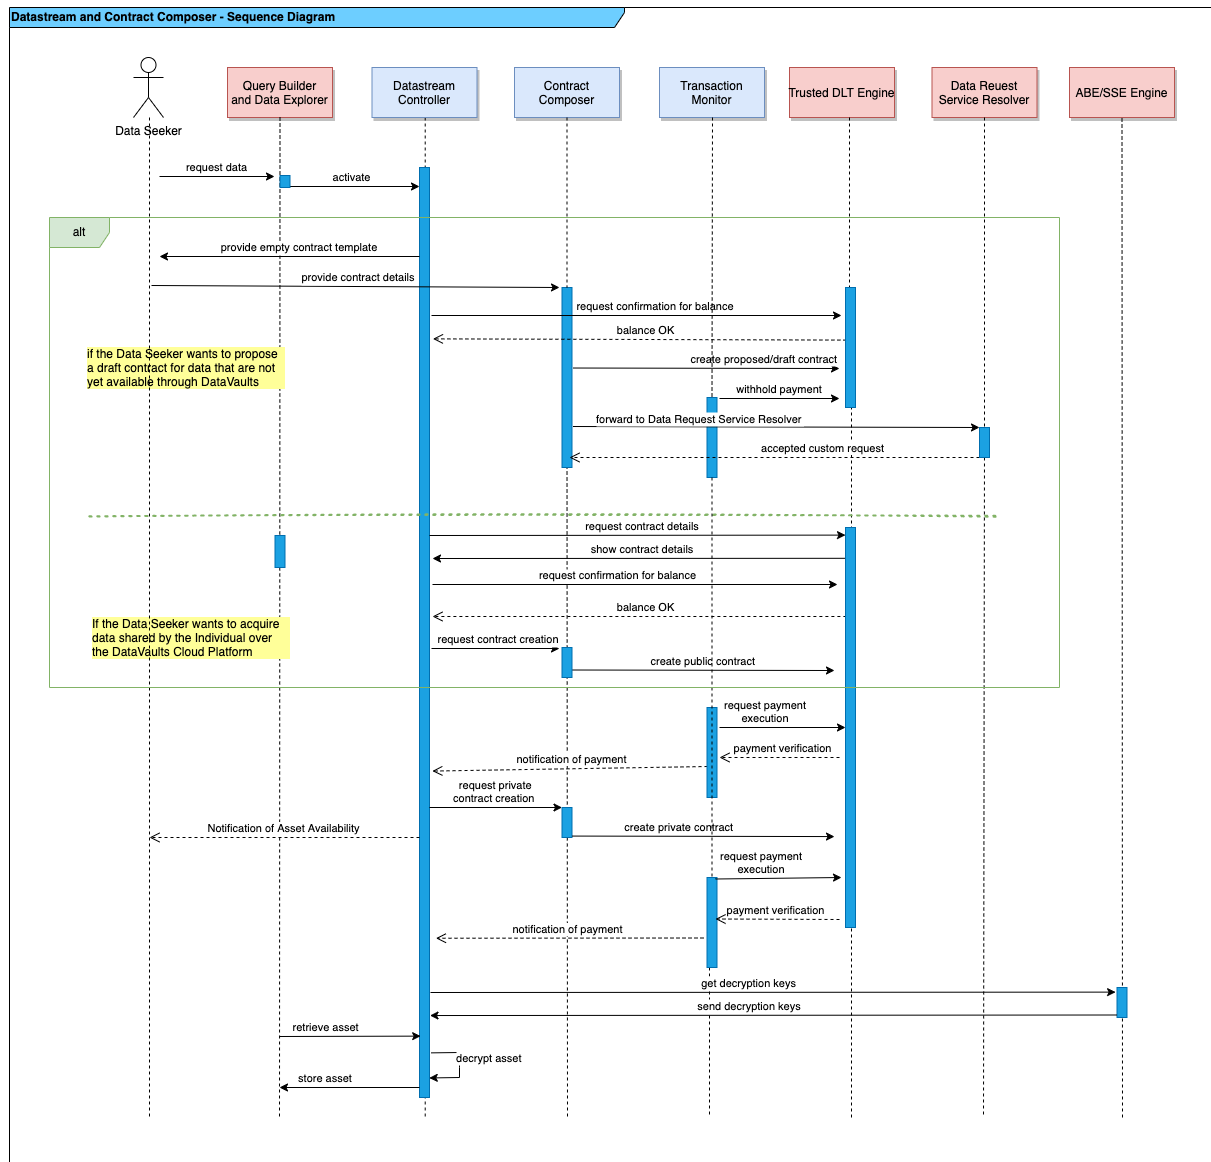 Datastream and Contract Composer - Sequence Diagram
Data Seeker
Query Builder
and Data Explorer
Datastream
Controller
Contract
Composer
Transaction
Monitor
Trusted DLT Engine
Data Reuest
Service Resolver
ABE/SSE Engine
request data
activate
alt
provide empty contract template
provide contract details
request confirmation for balance
balance OK
if the Data Seeker wants to propose
a draft contract for data that are not
yet available through DataVaults
create proposed/draft contract
withhold payment
forward to Data Request Service Resolver
accepted custom request
request contract details
show contract details
request confirmation for balance
balance OK
If the Data Seeker wants to acquire
data shared by the Individual over
the DataVaults Cloud Platform
request contract creation
create public contract
request payment
execution
payment verification
notification of payment
request private
contract creation
Notification of Asset Availability
create private contract
request payment
execution
payment verification
notification of payment
get decryption keys
send decryption keys
retrieve asset
decrypt asset
store asset